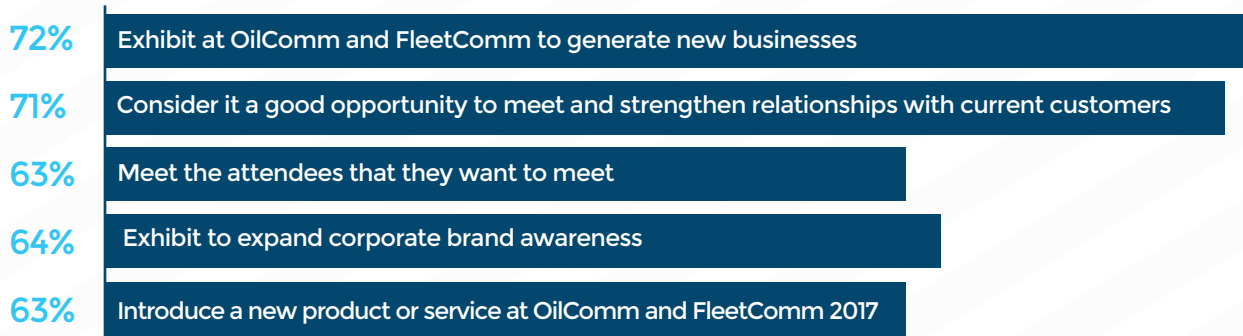 72% Exhibit at OilComm and FleetComm to generate new businesses
71% Consider it a good opportunity to meet and strengthen relationships with current customers
63% Meet the attendees that they want to meet
64% Exhibit to expand corporate brand awareness
63% Introduce a new product or service at OilComm and FleetComm 2017